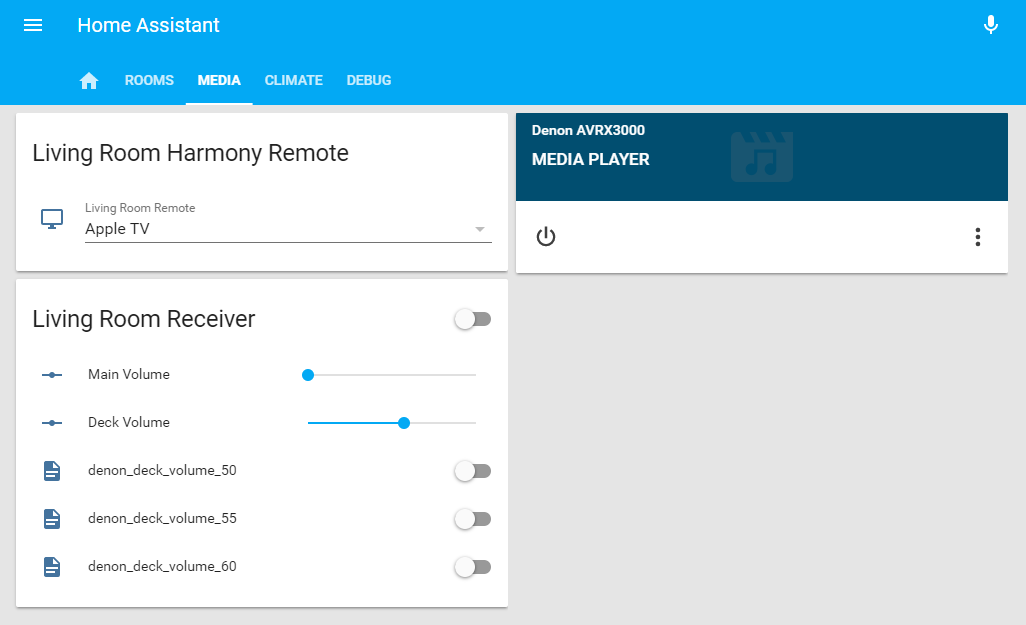 Home Assistant
ROOMS MEDIA CLIMATE DEBUG
Living Room Harmony Remote
Living Room Remote
Apple TV
Denon AVRX3000
MEDIA PLAYER
Living Room Receiver
Main Volume
Deck Volume
denon_deck_volume_50
denon_deck_volume_55
denon_deck_volume_60